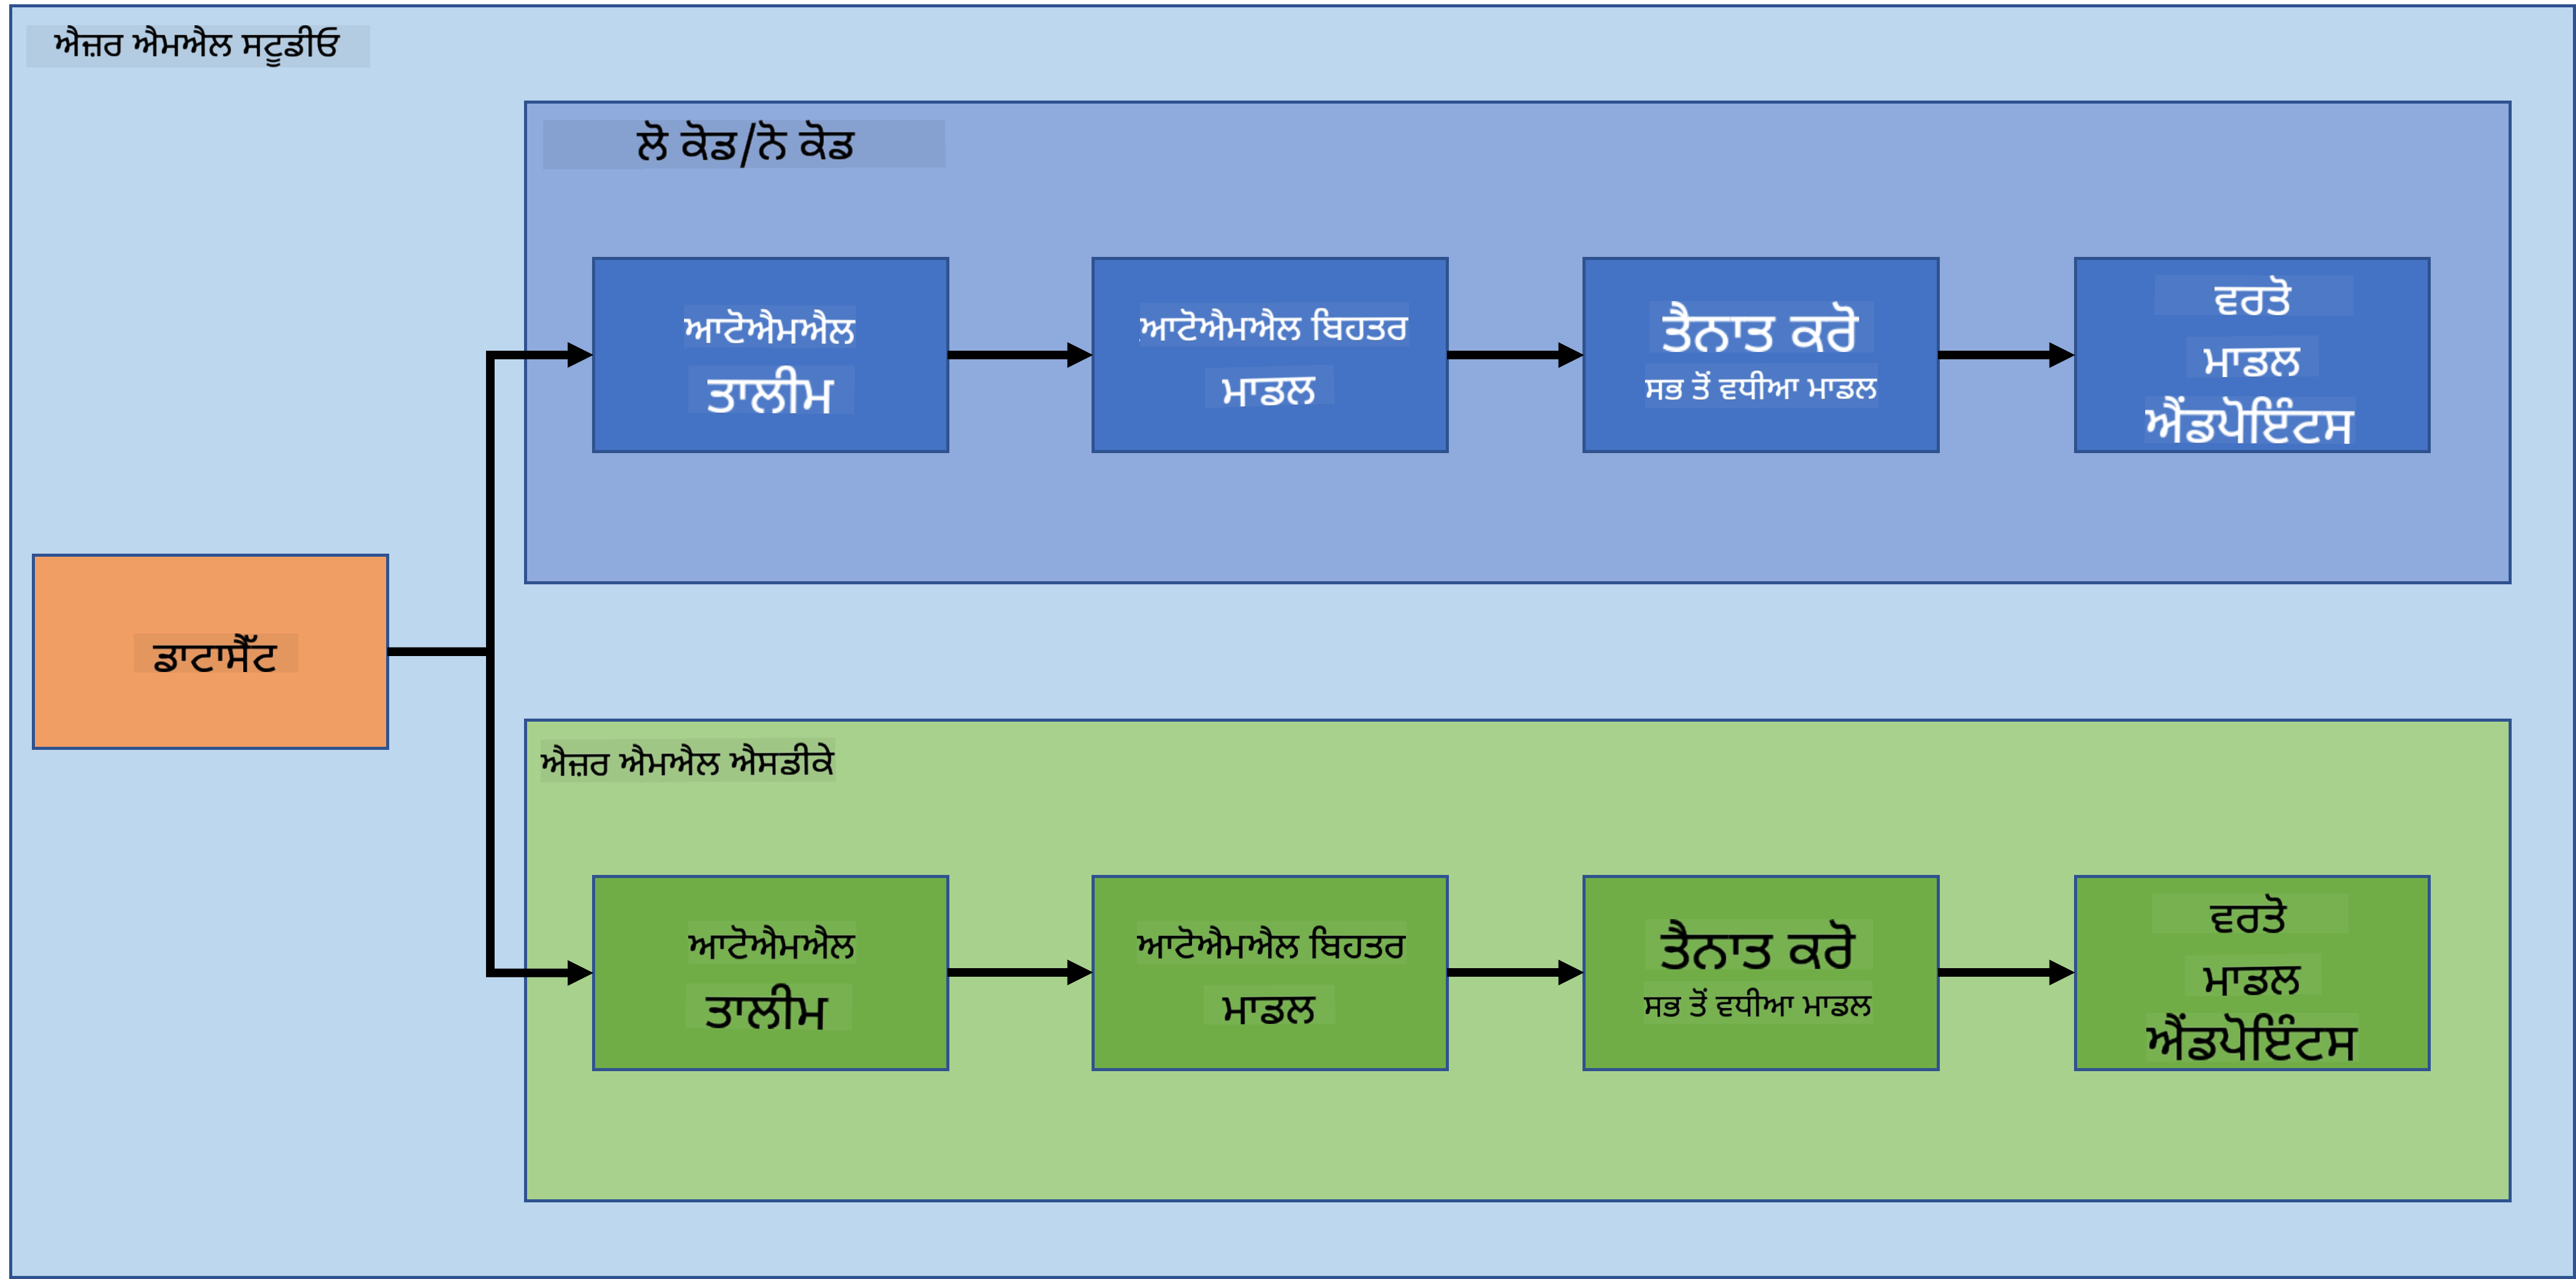 ਐਜ਼ਰ ਐਮਐਲ ਸਟੂਡੀਓ
ਲੋ ਕੋਡ/ਨੋ ਕੋਡ
ਆਟੋਐਮਐਲ
ਤਾਲੀਮ
ਆਟੋਐਮਐਲ ਬਿਹਤਰ
ਮਾਡਲ
ਤੈਨਾਤ ਕਰੋ
ਸਭ ਤੋਂ ਵਧੀਆ ਮਾਡਲ
ਵਰਤੋ
ਮਾਡਲ
ਐਂਡਪੋਇੰਟਸ
ਡਾਟਾਸੈੱਟ
ਐਜ਼ਰ ਐਮਐਲ ਐਸਡੀਕੇ
ਆਟੋਐਮਐਲ
ਤਾਲੀਮ
ਆਟੋਐਮਐਲ ਬਿਹਤਰ
ਮਾਡਲ
ਤੈਨਾਤ ਕਰੋ
ਸਭ ਤੋਂ ਵਧੀਆ ਮਾਡਲ
ਵਰਤੋ
ਮਾਡਲ
ਐਂਡਪੋਇੰਟਸ